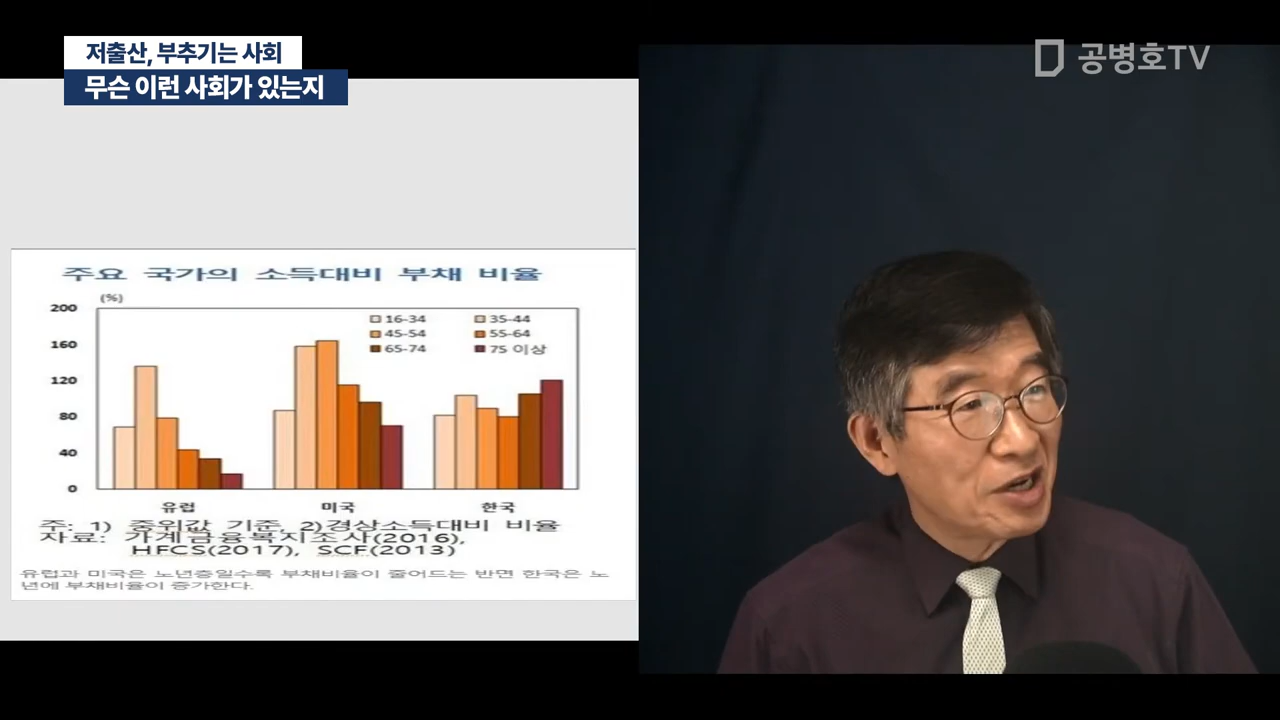 저출산, 부추기는 사회
무슨 이런 사회가 있는지
공병호TV
주요 국가의 소득대비 부채 비율
(%)
200
160
120
80
40
0
16-34
35-44
45-54
55-64
65-74
75 이상
유럽
미국
한국
주: 1) 중위값 기준, 2)경상소득대비 비율
자료: 가계금융복지조사(2016),
HFCS(2017), SCF(2013)
유럽과 미국은 노년층일수록 부채비율이 줄어드는 반면 한국은 노
년에 부채비율이 증가한다.